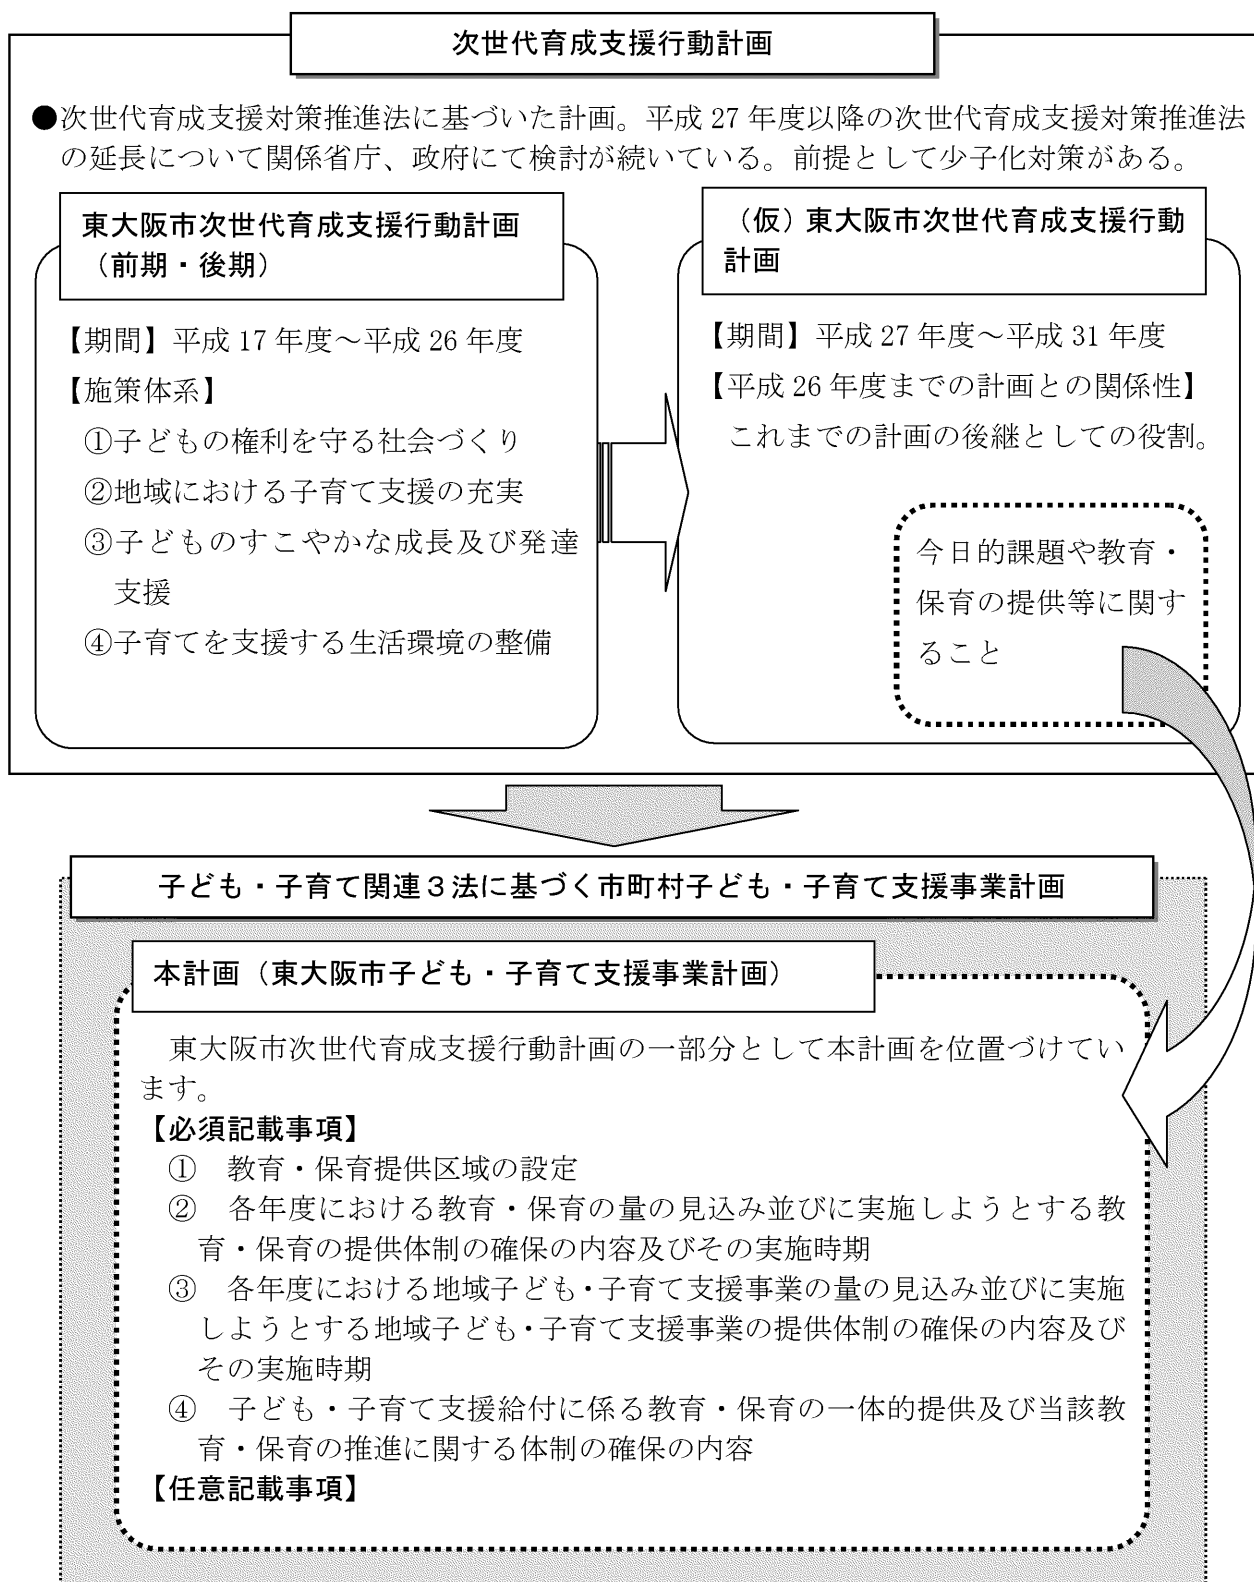 次世代育成支援行動計画
●次世代育成支援対策推進法に基づいた計画。平成 27 年度以降の次世代育成支援対策推進法
の延長について関係省庁、政府にて検討が続いている。前提として少子化対策がある。
東大阪市次世代育成支援行動計画
（前期・後期）
【期間】平成 17 年度～平成 26 年度
【施策体系】
①子どもの権利を守る社会づくり
②地域における子育て支援の充実
③子どものすこやかな成長及び発達
支援
④子育てを支援する生活環境の整備
（仮）東大阪市次世代育成支援行動
計画
【期間】平成 27 年度～平成 31 年度
【平成 26 年度までの計画との関係性】
これまでの計画の後継としての役割。
今日的課題や教育・
保育の提供等に関す
ること
子ども・子育て関連３法に基づく市町村子ども・子育て支援事業計画
本計画（東大阪市子ども・子育て支援事業計画）
東大阪市次世代育成支援行動計画の一部分として本計画を位置づけてい
ます。
【必須記載事項】
①　教育・保育提供区域の設定
②　各年度における教育・保育の量の見込み並びに実施しようとする教
育・保育の提供体制の確保の内容及びその実施時期
③　各年度における地域子ども・子育て支援事業の量の見込み並びに実施
しようとする地域子ども・子育て支援事業の提供体制の確保の内容及び
その実施時期
④　子ども・子育て支援給付に係る教育・保育の一体的提供及び当該教
育・保育の推進に関する体制の確保の内容
【任意記載事項】